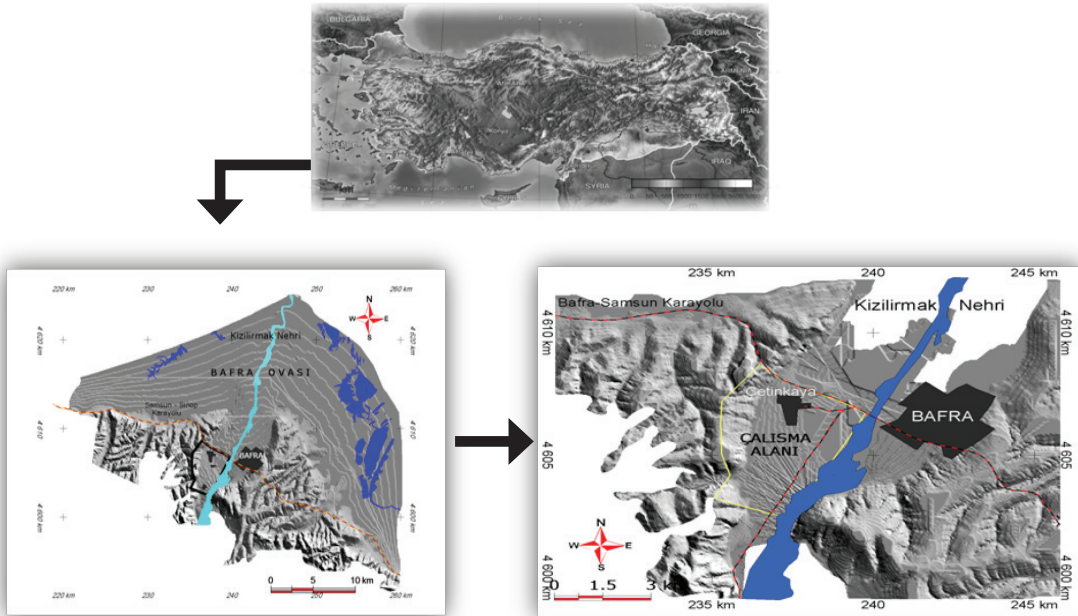 BULGARIA
GEORGIA
IRAN
IRAQ
SYRIA
220 km
230
240
250
260 km
N
W
E
S
4 620 km
Kizilirmak Nehri
4 620
BAFRA OVASI
Samsun - Sinop
Karayolu
4 610
4 610
BAFRA
4 600 km
4 600 km
0 5 10 km
220 km
230
240
250
260 km
235 km
240
245 km
Bafra-Samsun Karayolu
Kizilirmak Nehri
4 610 km
4 610 km
Çetinkaya
BAFRA
ÇALISMA
ALANI
4 605
4 605
N
W
E
S
0 1.5
4 600 km
235 km
240
245 km